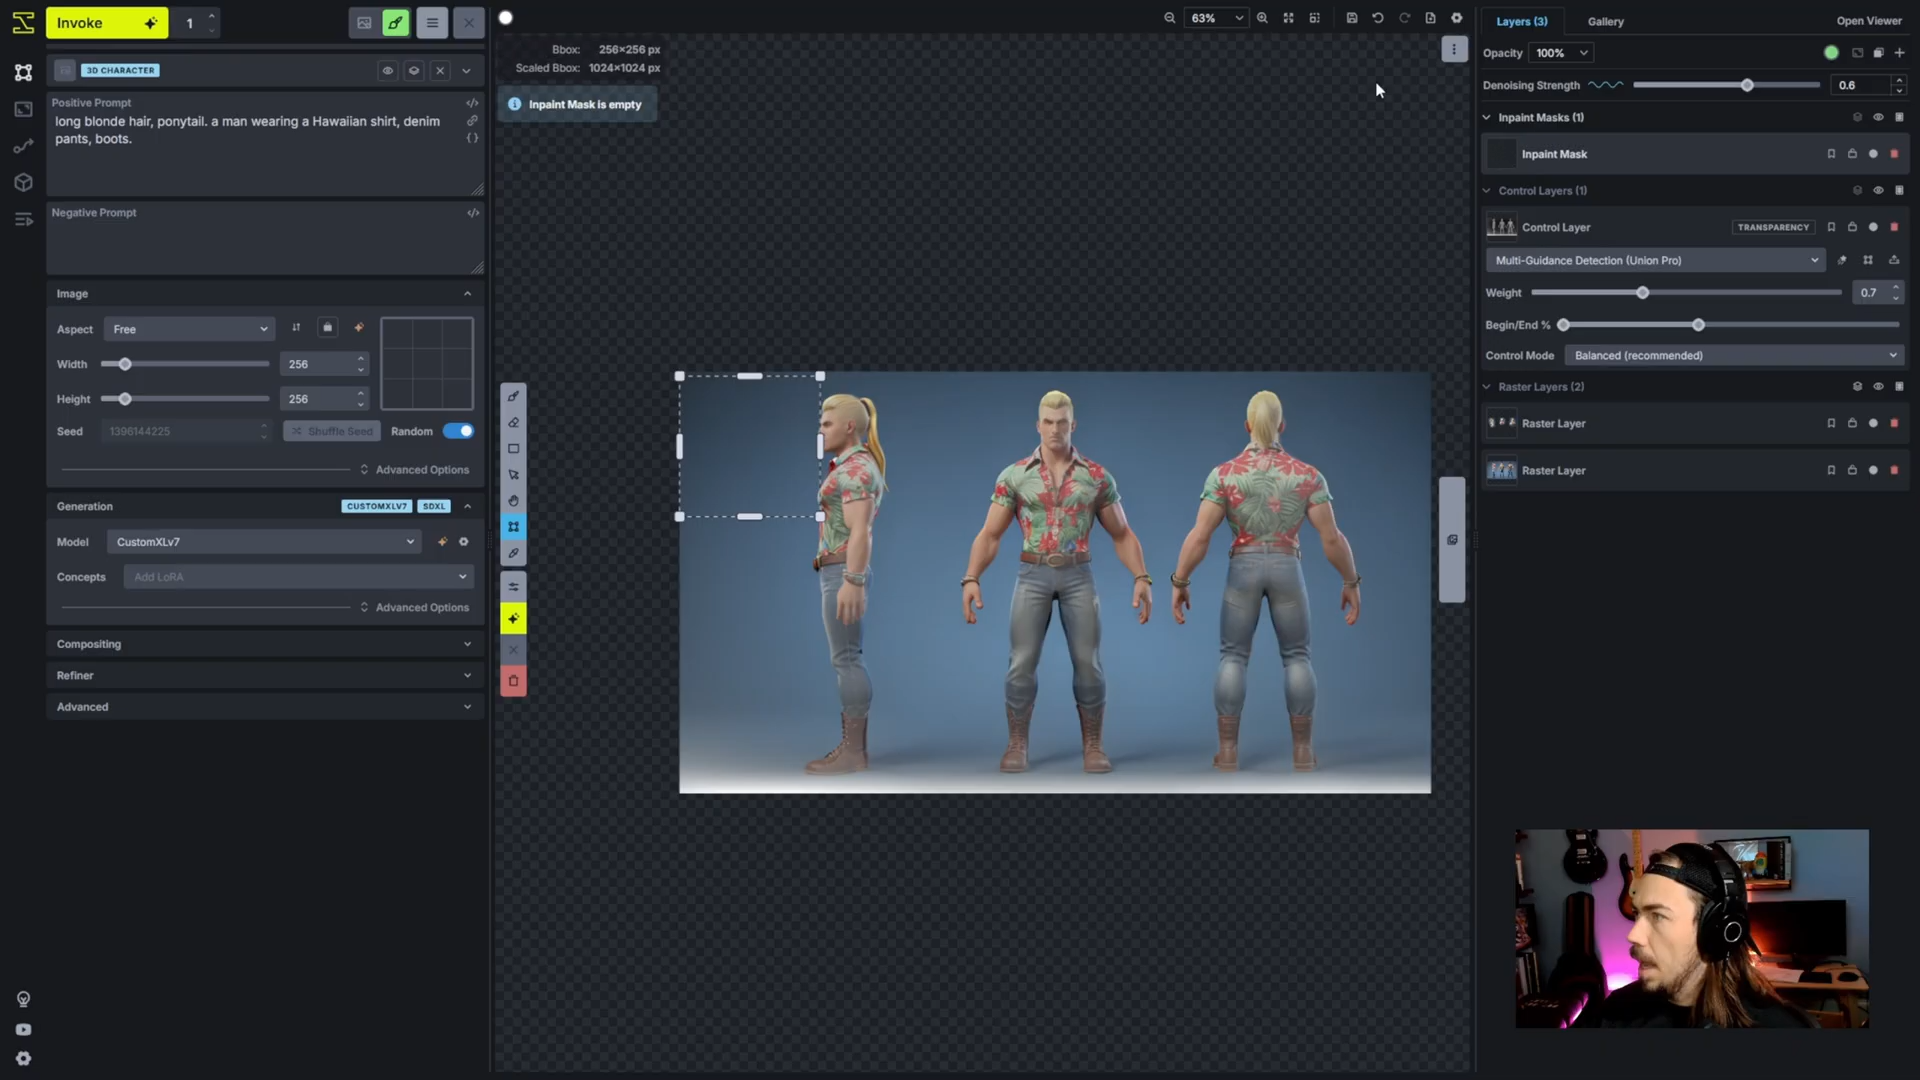 Invoke
1
63%
Layers (3)
Gallery
Open Viewer
Bbox: 256×256 px
Scaled Bbox: 1024×1024 px
Opacity 100%
3D CHARACTER
Denoising Strength 0.6
Inpaint Mask is empty
Positive Prompt
long blonde hair, ponytail. a man wearing a Hawaiian shirt, denim
pants, boots.
Inpaint Masks (1)
Inpaint Mask
Control Layers (1)
Negative Prompt
Control Layer TRANSPARENCY
Multi-Guidance Detection (Union Pro)
Image
Weight 0.7
Aspect Free
Begin/End %
Width 256
Control Mode Balanced (recommended)
Raster Layers (2)
Height 256
Raster Layer
Seed 1396144225 Shuffle Seed Random
Advanced Options
Raster Layer
Generation CUSTOMXLV7 SDXL
Model CustomXLv7
Concepts Add LoRA
Advanced Options
Compositing
Refiner
Advanced